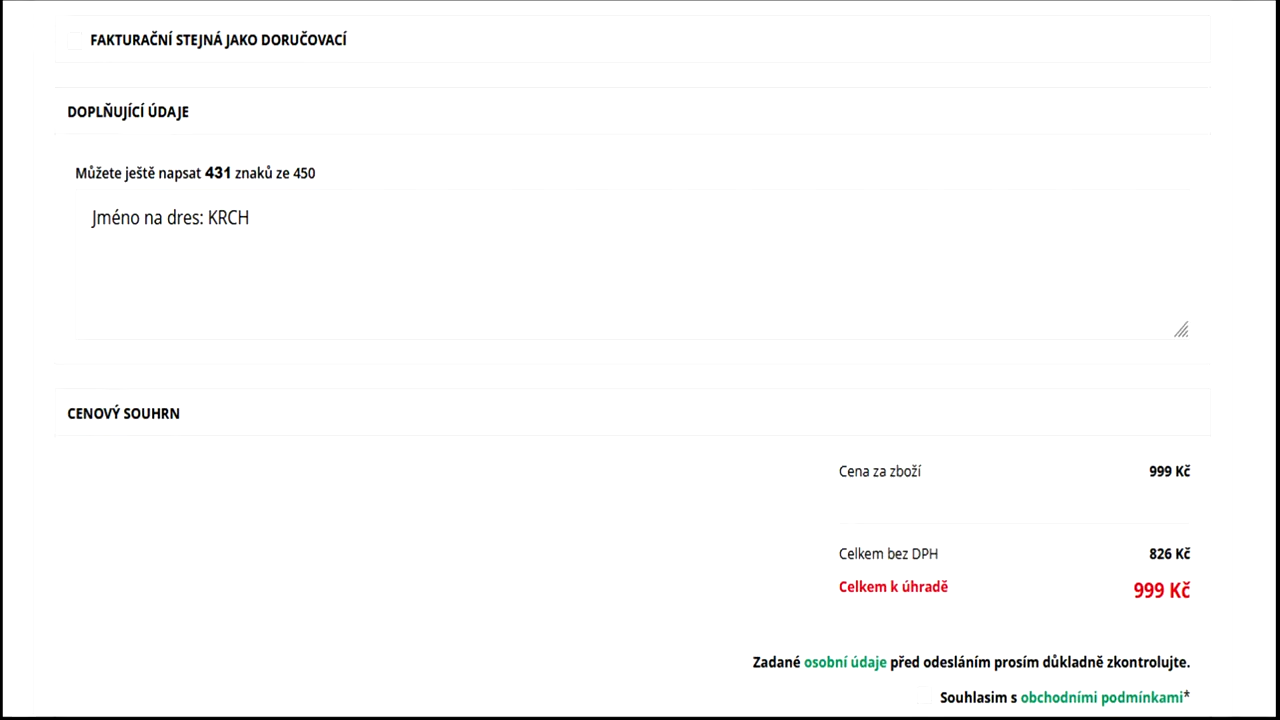 FAKTURAČNÍ STEJNÁ JAKO DORUČOVACÍ
DOPLŇUJÍCÍ ÚDAJE
Můžete ještě napsat 431 znaků ze 450
Jméno na dres: KRCH
CENOVÝ SOUHRN
Cena za zboží 999 Kč
Celkem bez DPH 826 Kč
Celkem k úhradě 999 Kč
Zadané osobní údaje před odesláním prosím důkladně zkontrolujte.
Souhlasim s obchodními podmínkami*